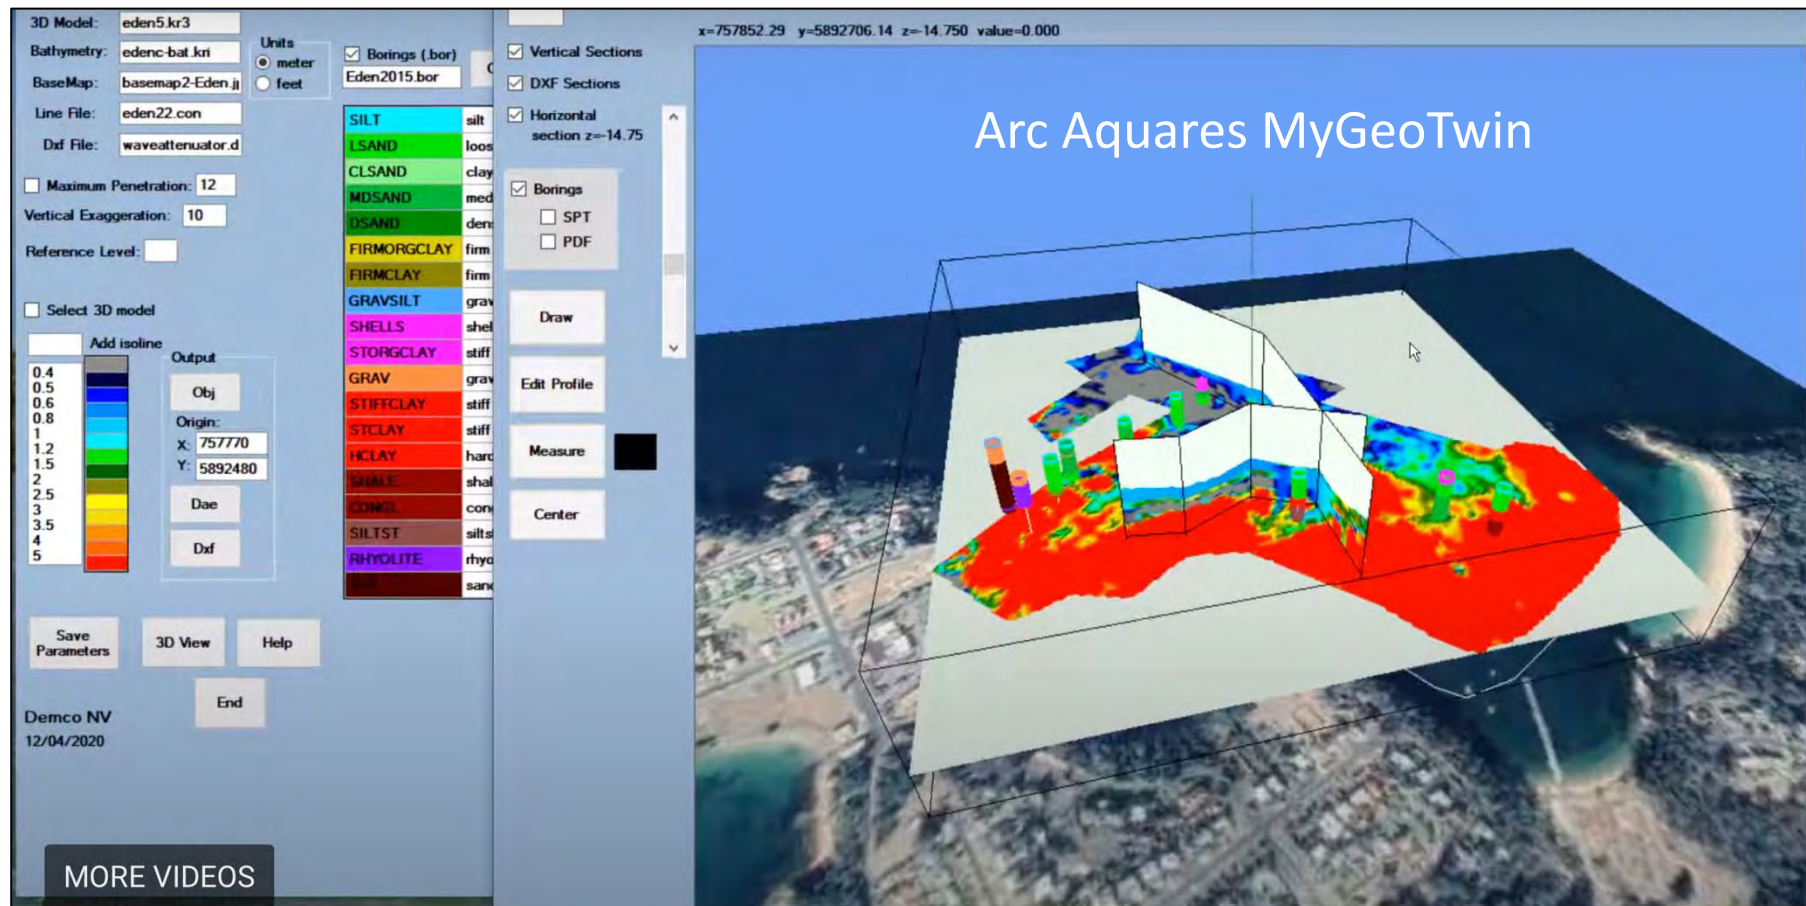 3D Model: eden5.kr3
Bathymetry: edenc-bat.kri
BaseMap: basemap2-Eden.j
Line File: eden22.con
Dxf File: waveattenuator.d
Units
meter
feet
Borings (.bor)
Eden2015.bor
Maximum Penetration: 12
Vertical Exaggeration: 10
Reference Level:
Select 3D model
Add isoline
0.4
0.5
0.6
0.8
1
1.2
1.5
2
2.5
3
3.5
4
5
Output
Obj
Origin:
X: 757770
Y: 5892480
Dae
Dxf
Save
Parameters
3D View
Help
End
Demco NV
12/04/2020
MORE VIDEOS
SILT silt
LSAND loos
CLSAND clay
MDSAND med
DSAND den
FIRMORGCLAY firm
FIRMCLAY firm
GRAVSILT grav
SHELLS shel
STORGCLAY stiff
GRAV grav
STIFFCLAY stiff
STCLAY stiff
HCLAY hard
SHALE shal
CONGL con
SILTST silts
RHYOLITE rhyo
sand
Vertical Sections
DXF Sections
Horizontal
section z=-14.75
Borings
SPT
PDF
Draw
Edit Profile
Measure
Center
x=757852.29 y=5892706.14 z=-14.750 value=0.000
Arc Aquares MyGeoTwin